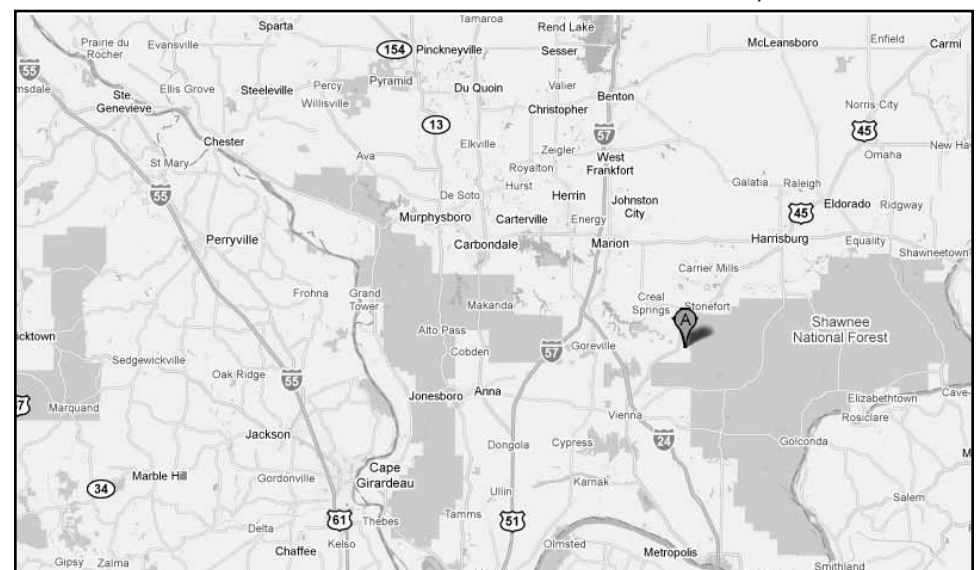 Tamaroa
Sparta
Rend Lake
Prairie du
Rocher
Evansville
154
Pinckneyville
Sesser
McLeansboro
Enfield
Carmi
55
msdale
Ste.
Genevieve
Ellis Grove
Steeleville
Percy
Willisville
Pyramid
Du Quoin
Valier
Christopher
Benton
Norris City
13
57
45
Chester
Elkville
Zeigler
Royalton
West
Frankfort
Omaha
New Ha
St Mary
Ava
De Soto
Hurst
Herrin
Johnston
City
Galatia
Raleigh
55
Murphysboro
Carterville
Energy
45
Eldorado
Ridgway
Perryville
Carbondale
Marion
Harrisburg
Equality
Shawneetown
Carrier Mills
Frohna
Grand
Tower
Makanda
Creal
Springs
Stonefort
A
Shawnee
National Forest
icktown
Alto Pass
Sedgewickville
Cobden
57
Goreville
Oak Ridge
55
Jonesboro
Anna
Elizabethtown
Cave-
7
Marquand
Vienna
Rosiclare
Jackson
Dongola
Cypress
24
Golconda
M
Marble Hill
Cape
Girardeau
34
Gordonville
Ullin
Karnak
Salem
61
Delta
Thebes
Tamms
51
Chaffee
Kelso
Olmsted
Metropolis
Gipsy
Zalma
Smithland